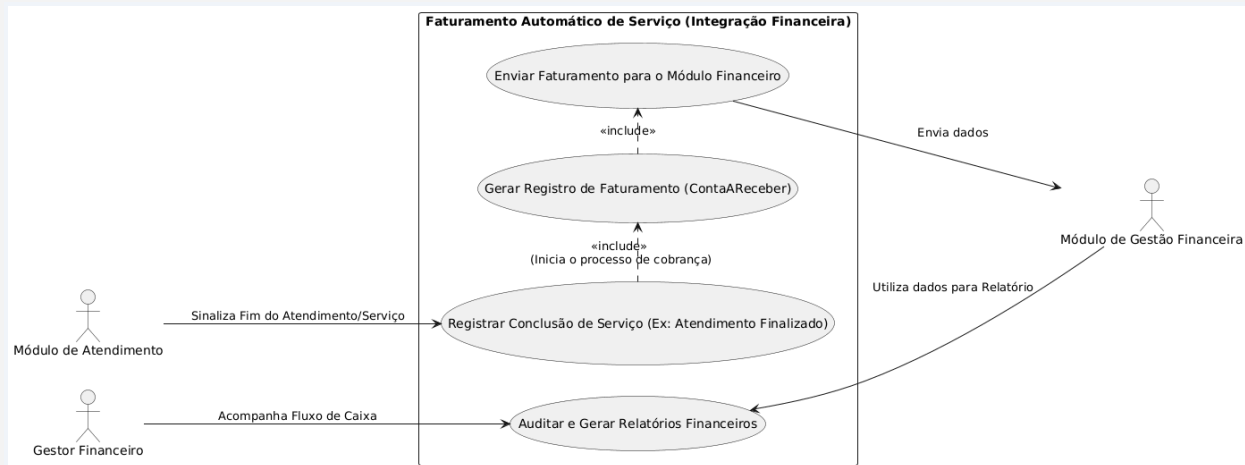 Faturamento Automático de Serviço (Integração Financeira)
Enviar Faturamento para o Módulo Financeiro
Envia dados
«include»
Gerar Registro de Faturamento (ContaAReceber)
Módulo de Gestão Financeira
«include»
(Inicia o processo de cobrança)
Utiliza dados para Relatório
Sinaliza Fim do Atendimento/Serviço
Registrar Conclusão de Serviço (Ex: Atendimento Finalizado)
Módulo de Atendimento
Acompanha Fluxo de Caixa
Auditar e Gerar Relatórios Financeiros
Gestor Financeiro